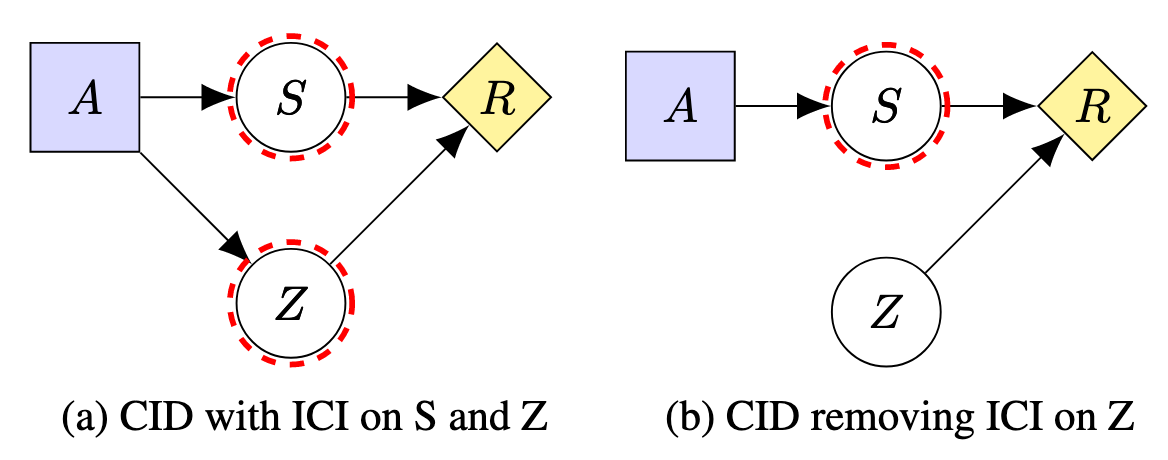 A S R
Z
(a) CID with ICI on S and Z
A S R
Z
(b) CID removing ICI on Z